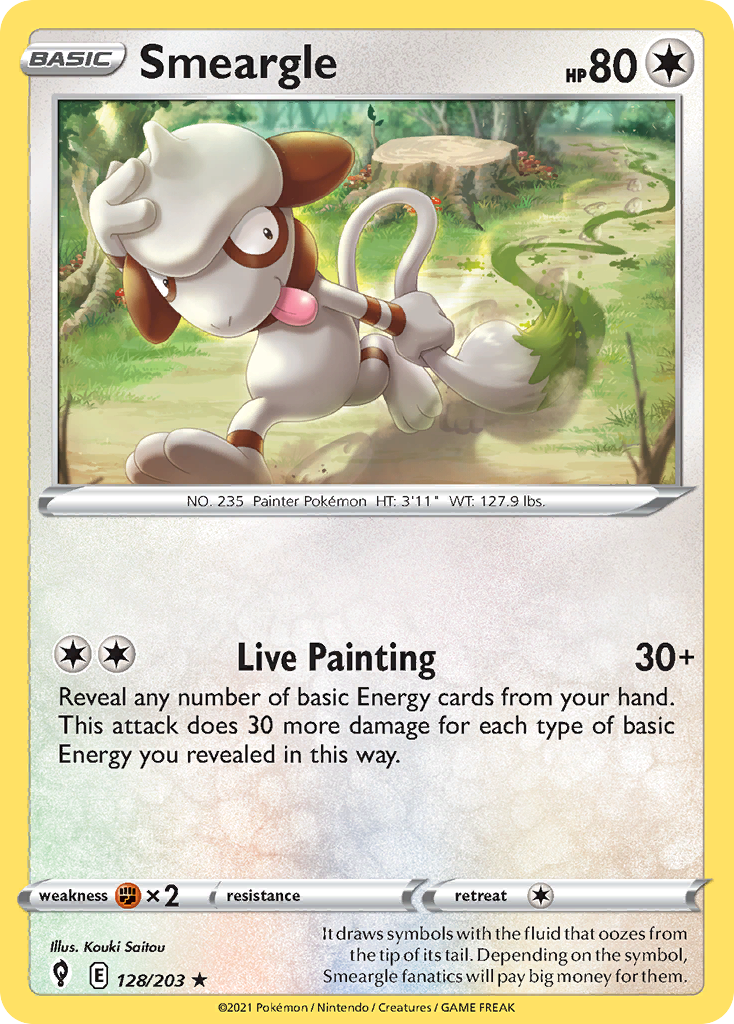 BASIC
Smeargle
HP80
NO. 235 Painter Pokémon HT: 3'11" WT: 127.9 lbs.
Live Painting 30+
Reveal any number of basic Energy cards from your hand.
This attack does 30 more damage for each type of basic
Energy you revealed in this way.
weakness ×2 resistance retreat
Illus. Kouki Saitou
It draws symbols with the fluid that oozes from
the tip of its tail. Depending on the symbol,
Smeargle fanatics will pay big money for them.
E 128/203 ★
©2021 Pokémon / Nintendo / Creatures / GAME FREAK